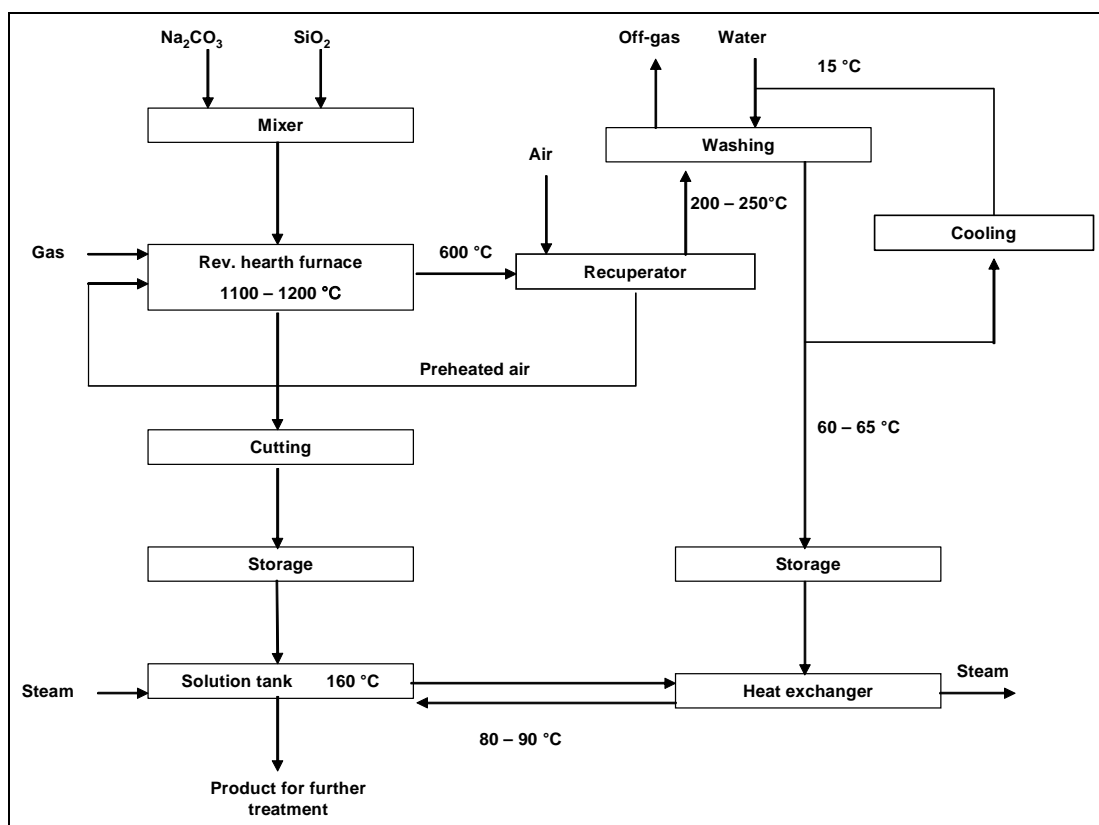 Na₂CO₃
SiO₂
Off-gas
Water
15 °C
Mixer
Washing
Air
200 – 250°C
Cooling
Gas
Rev. hearth furnace
1100 – 1200 °C
600 °C
Recuperator
Preheated air
Cutting
60 – 65 °C
Storage
Storage
Steam
Solution tank 160 °C
Heat exchanger
Steam
80 – 90 °C
Product for further
treatment